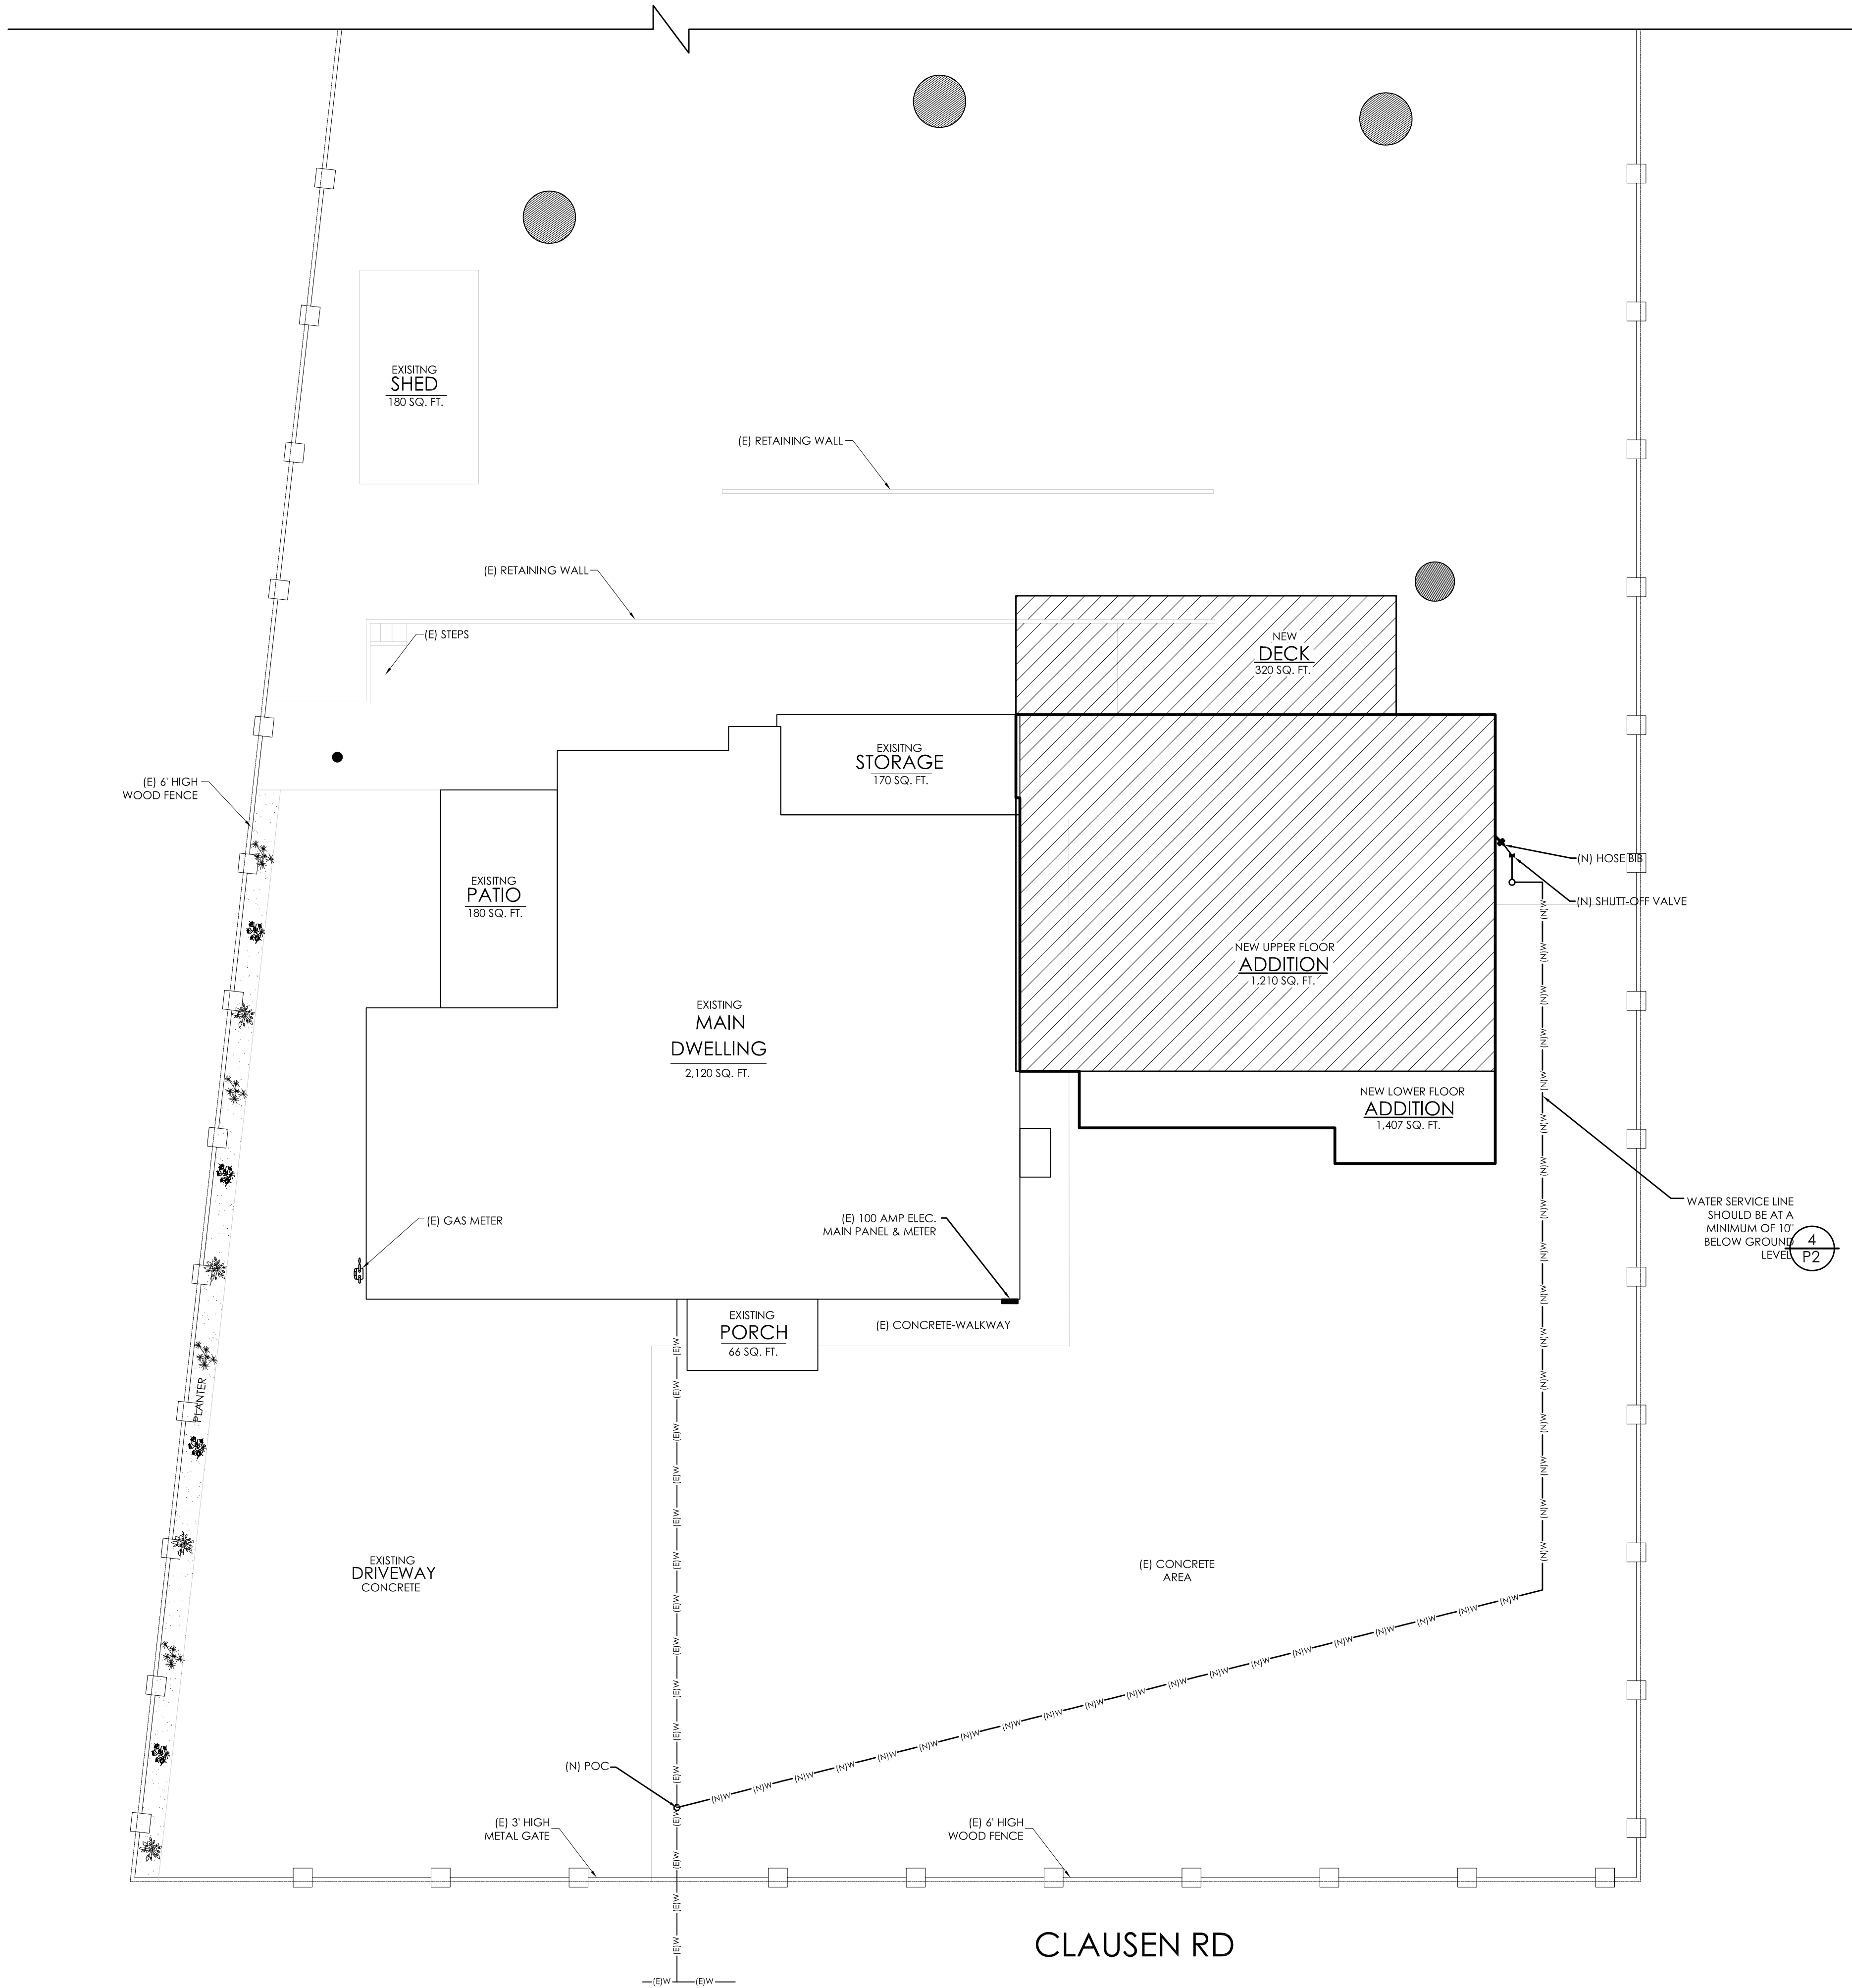 EXISITNG
SHED
180 SQ. FT.
(E) RETAINING WALL
(E) RETAINING WALL
(E) STEPS
NEW
DECK
320 SQ. FT.
EXISITNG
STORAGE
170 SQ. FT.
(E) 6' HIGH
WOOD FENCE
EXISITNG
PATIO
180 SQ. FT.
(N) HOSE BIB
(N) SHUTT-OFF VALVE
NEW UPPER FLOOR
ADDITION
1,210 SQ. FT.
EXISTING
MAIN
DWELLING
2,120 SQ. FT.
NEW LOWER FLOOR
ADDITION
1,407 SQ. FT.
(E) GAS METER
(E) 100 AMP ELEC.
MAIN PANEL & METER
WATER SERVICE LINE
SHOULD BE AT A
MINIMUM OF 10"
BELOW GROUND
LEVEL
4
P2
EXISTING
PORCH
66 SQ. FT.
(E) CONCRETE-WALKWAY
PLANTER
EXISTING
DRIVEWAY
CONCRETE
(E) CONCRETE
AREA
(N)W (N)W (N)W (N)W (N)W (N)W (N)W (N)W (N)W (N)W (N)W (N)W (N)W (N)W (N)W (N)W
(N)W (N)W (N)W (N)W (N)W (N)W (N)W (N)W (N)W (N)W (N)W (N)W (N)W (N)W (N)W (N)W (N)W (N)W (N)W (N)W
(E)W (E)W (E)W (E)W (E)W (E)W (E)W (E)W (E)W (E)W (E)W (E)W (E)W (E)W (E)W
(N) POC
(E) 3' HIGH
METAL GATE
(E) 6' HIGH
WOOD FENCE
CLAUSEN RD
(E)W (E)W